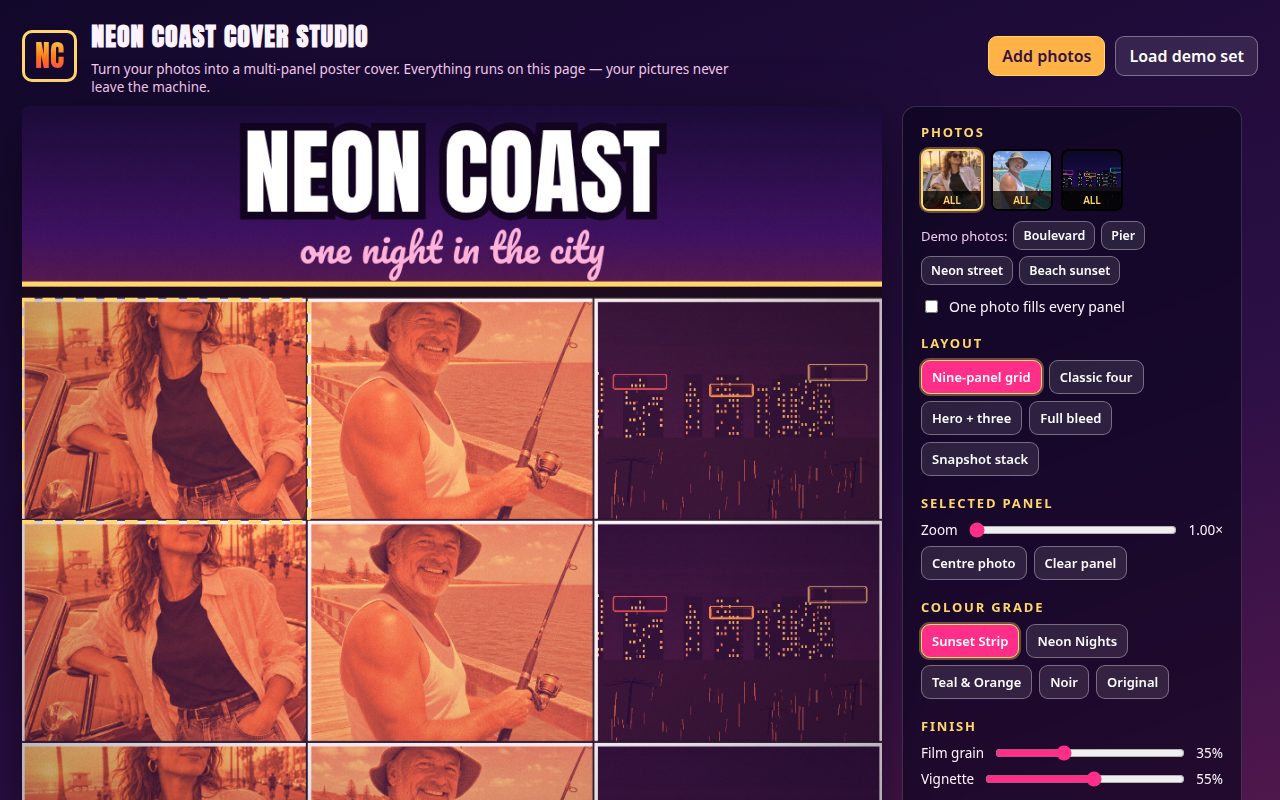 NC
NEON COAST COVER STUDIO
Turn your photos into a multi-panel poster cover. Everything runs on this page — your pictures never
leave the machine.
Add photos
Load demo set
NEON COAST
one night in the city
PHOTOS
ALL
ALL
ALL
Demo photos:
Boulevard
Pier
Neon street
Beach sunset
One photo fills every panel
LAYOUT
Nine-panel grid
Classic four
Hero + three
Full bleed
Snapshot stack
SELECTED PANEL
Zoom
1.00×
Centre photo
Clear panel
COLOUR GRADE
Sunset Strip
Neon Nights
Teal & Orange
Noir
Original
FINISH
Film grain
35%
Vignette
55%